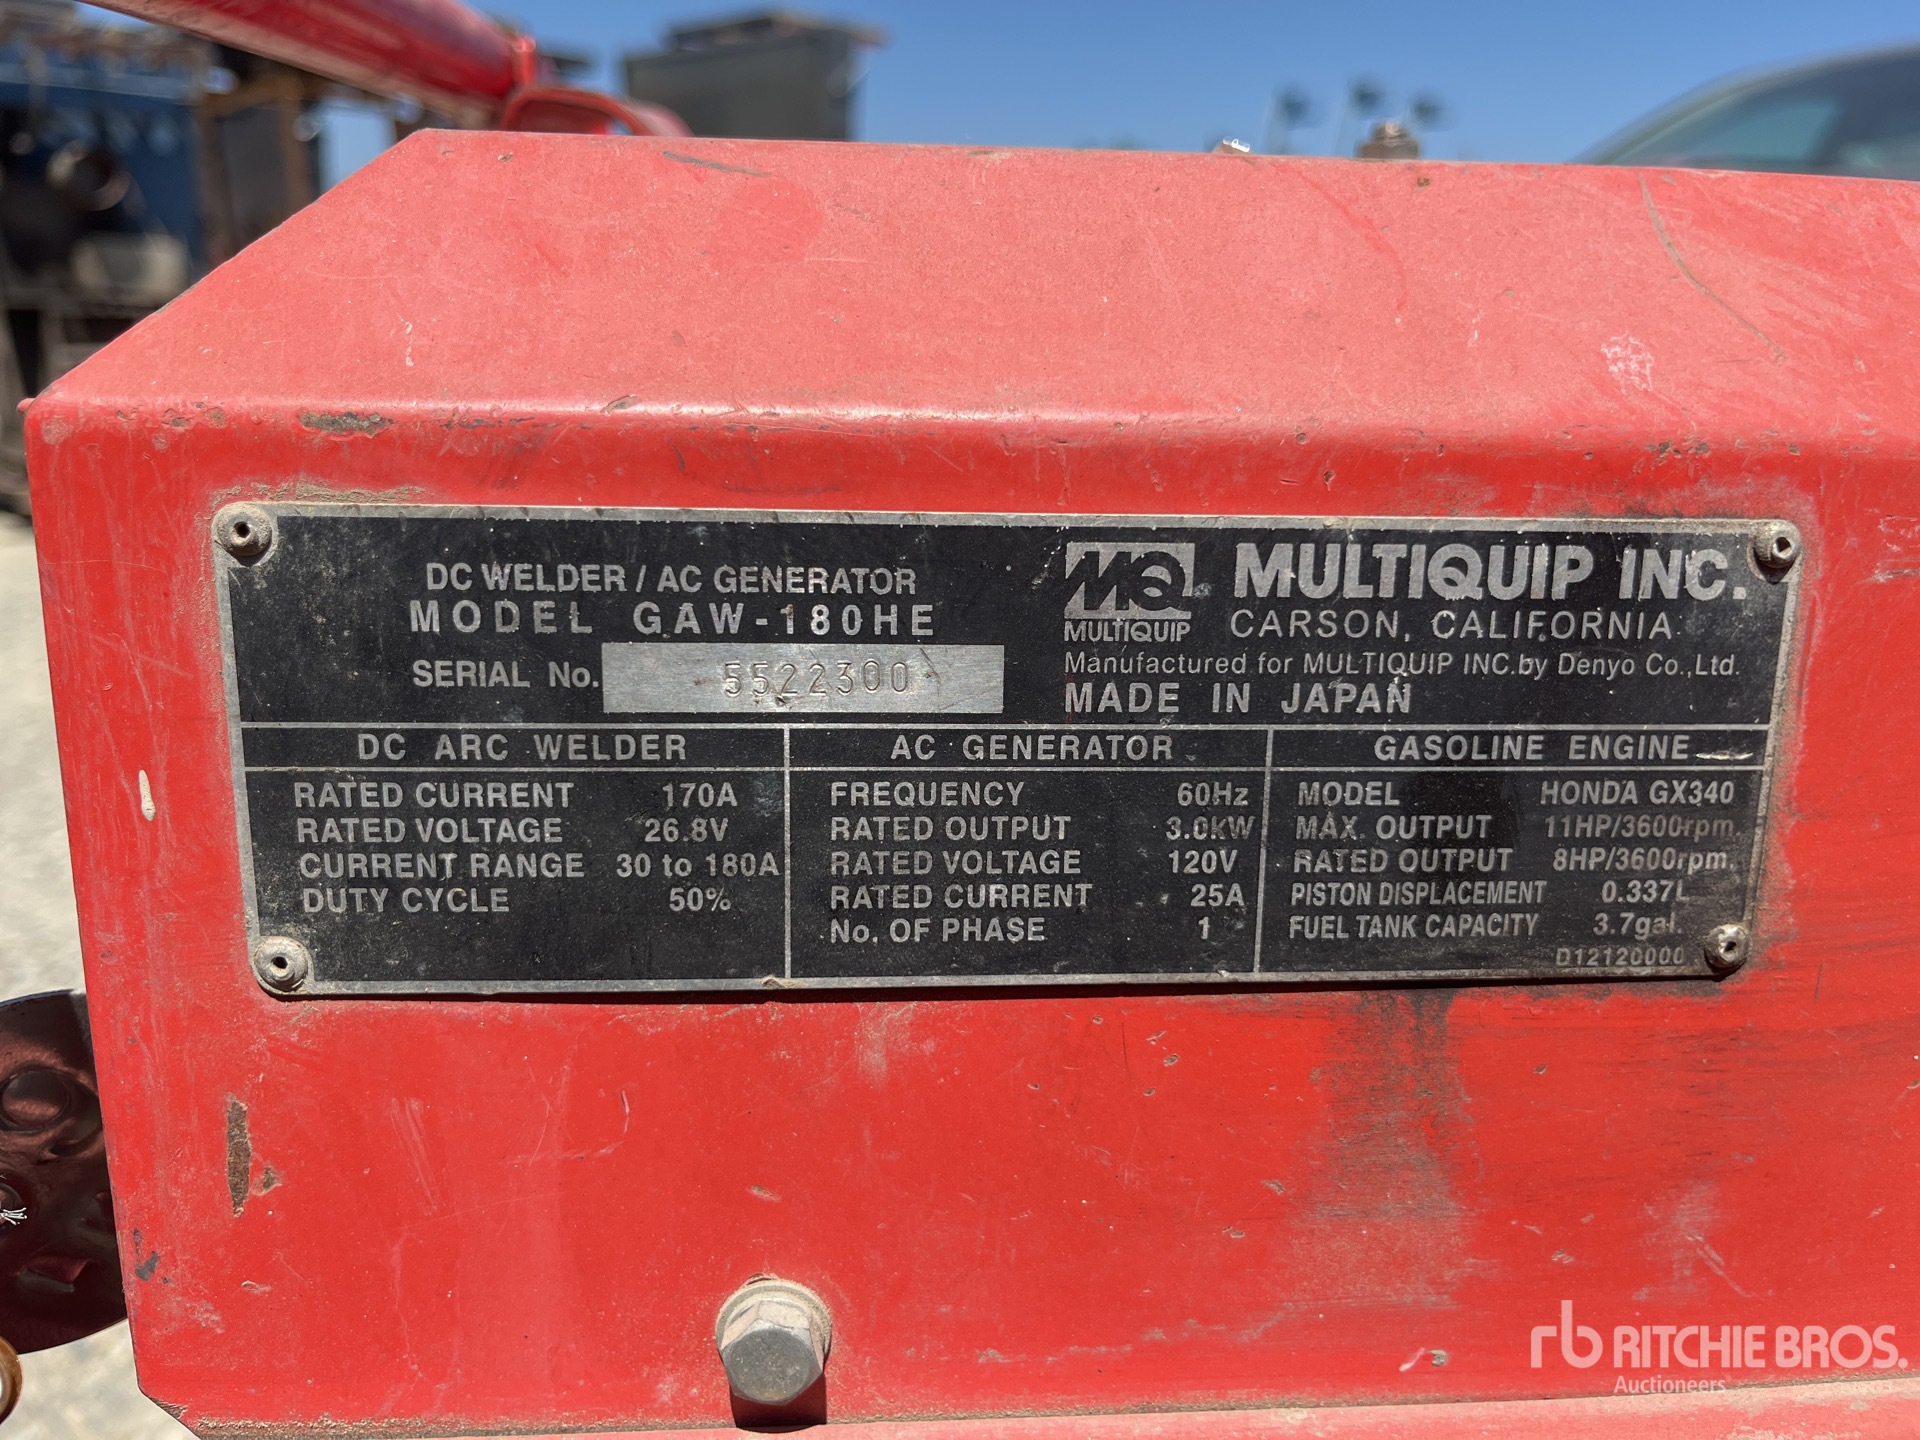 DC WELDER / AC GENERATOR
MODEL GAW-180HE
SERIAL No. 5522300
MQ
MULTIQUIP
MULTIQUIP INC.
CARSON, CALIFORNIA
Manufactured for MULTIQUIP INC.by Denyo Co.,Ltd.
MADE IN JAPAN
DC ARC WELDER
RATED CURRENT 170A
RATED VOLTAGE 26.8V
CURRENT RANGE 30 to 180A
DUTY CYCLE 50%
AC GENERATOR
FREQUENCY 60Hz
RATED OUTPUT 3.0KW
RATED VOLTAGE 120V
RATED CURRENT 25A
No. OF PHASE 1
GASOLINE ENGINE
MODEL HONDA GX340
MAX. OUTPUT 11HP/3600rpm.
RATED OUTPUT 8HP/3600rpm.
PISTON DISPLACEMENT 0.337L
FUEL TANK CAPACITY 3.7gal.
D12120000
rb RITCHIE BROS.
Auctioneers